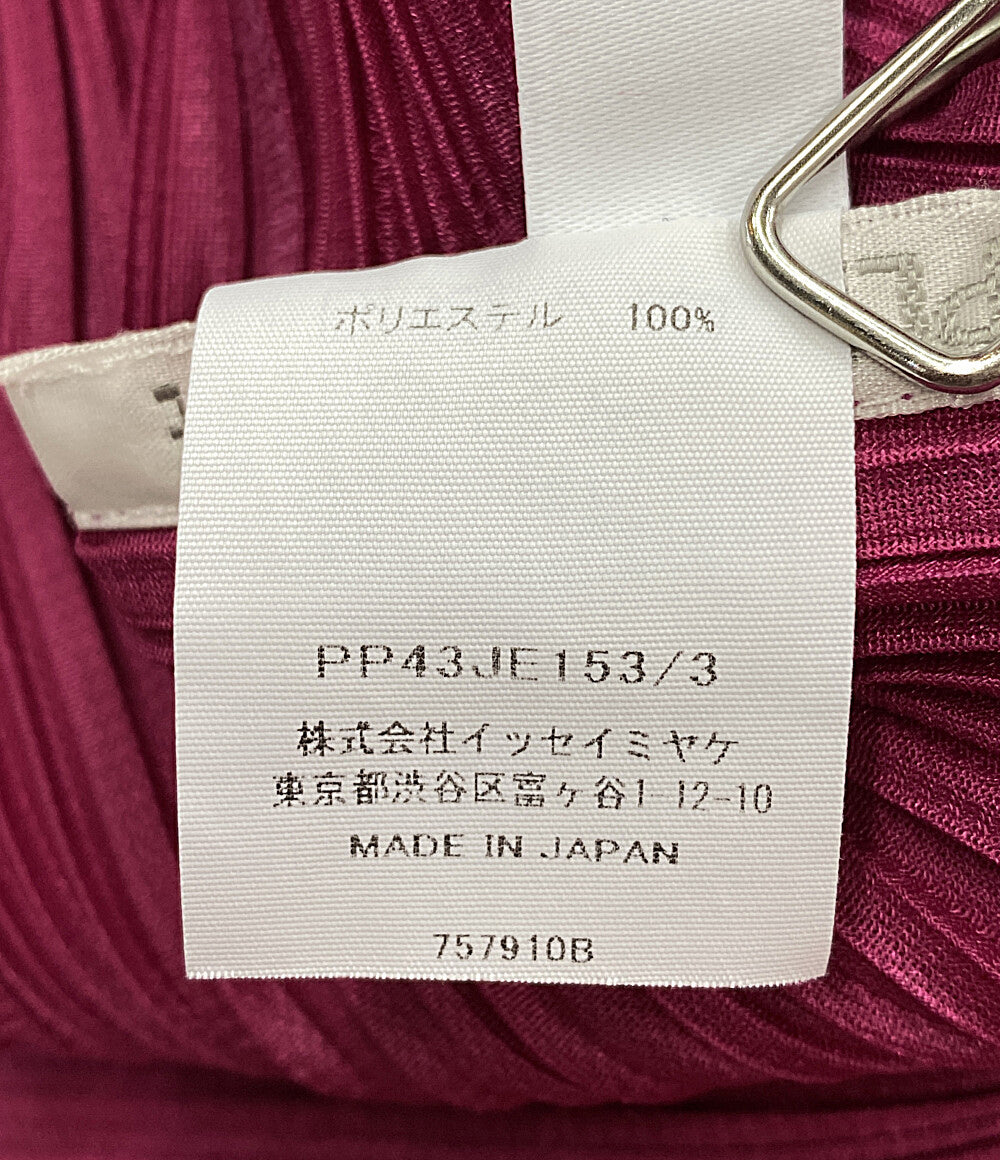 ポリエステル 100%
PP43JE153/3
株式会社イッセイミヤケ
東京都渋谷区富ヶ谷1-12-10
MADE IN JAPAN
757910B